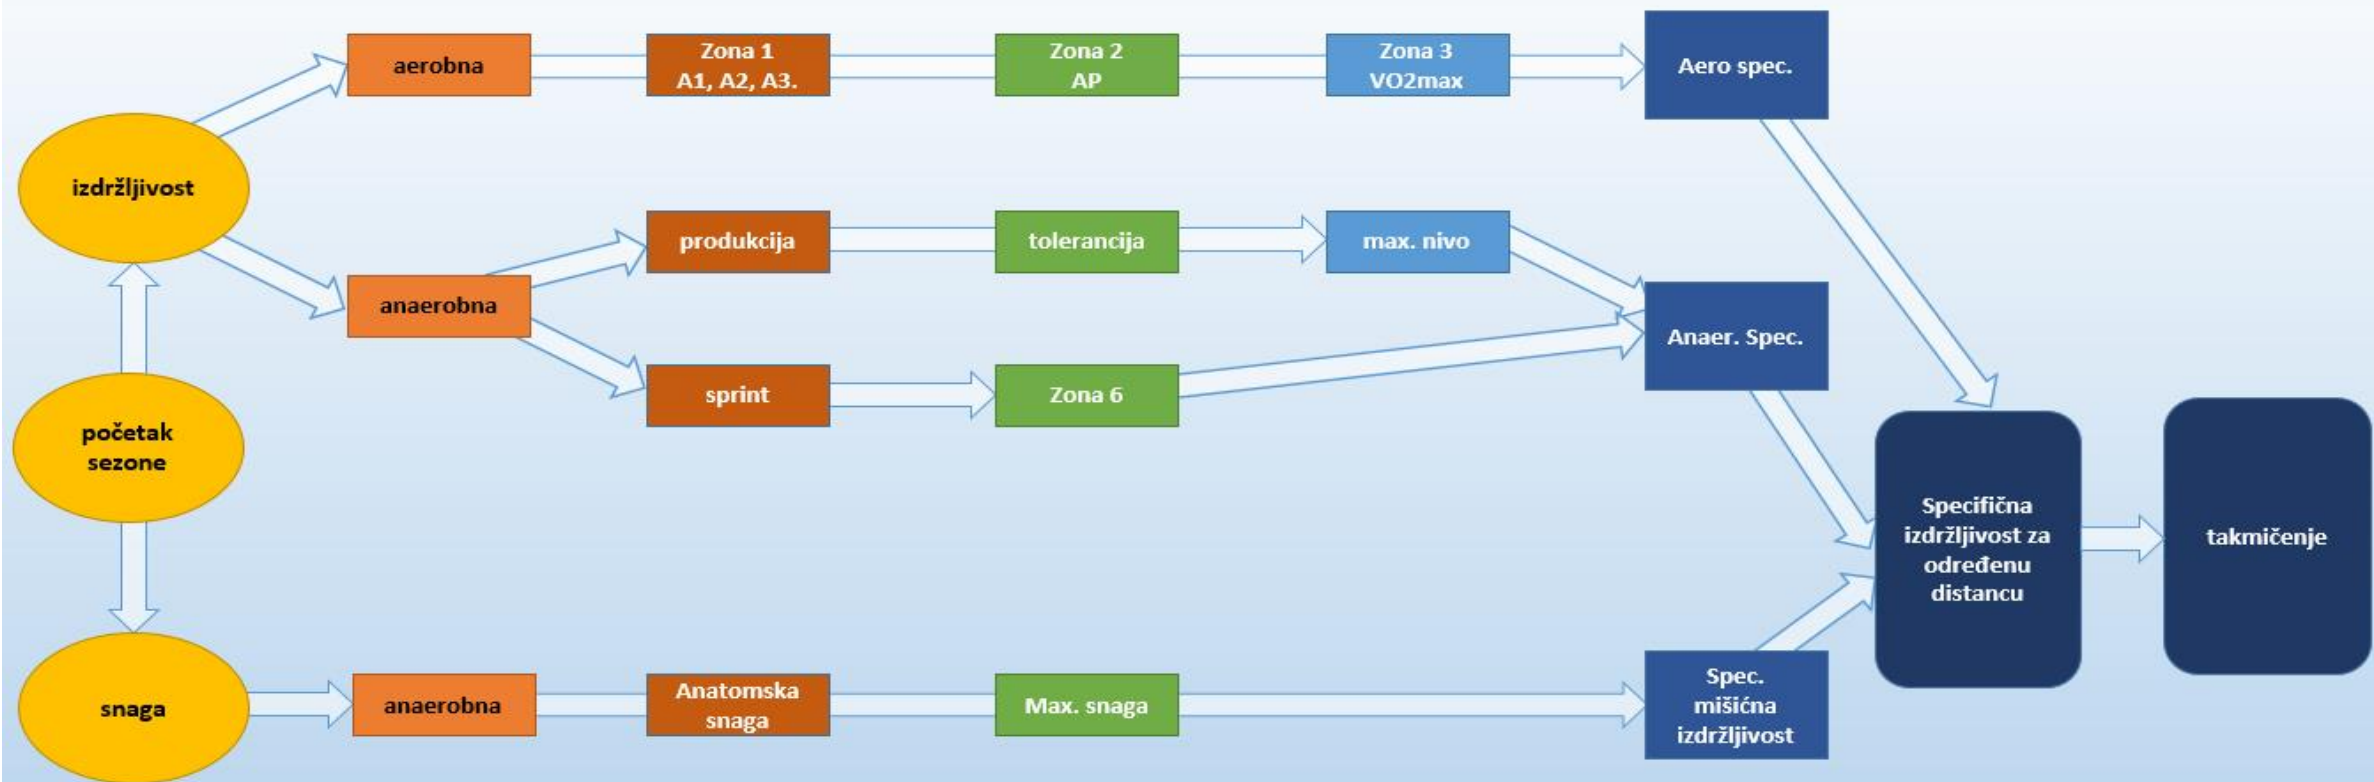 aerobna
Zona 1
A1, A2, A3.
Zona 2
AP
Zona 3
VO2max
Aero spec.
izdržljivost
produkcija
tolerancija
max. nivo
anaerobna
Anaer. Spec.
sprint
Zona 6
početak
sezone
Specifična
izdržljivost za
određenu
distancu
takmičenje
snaga
anaerobna
Anatomska
snaga
Max. snaga
Spec.
mišićna
izdržljivost